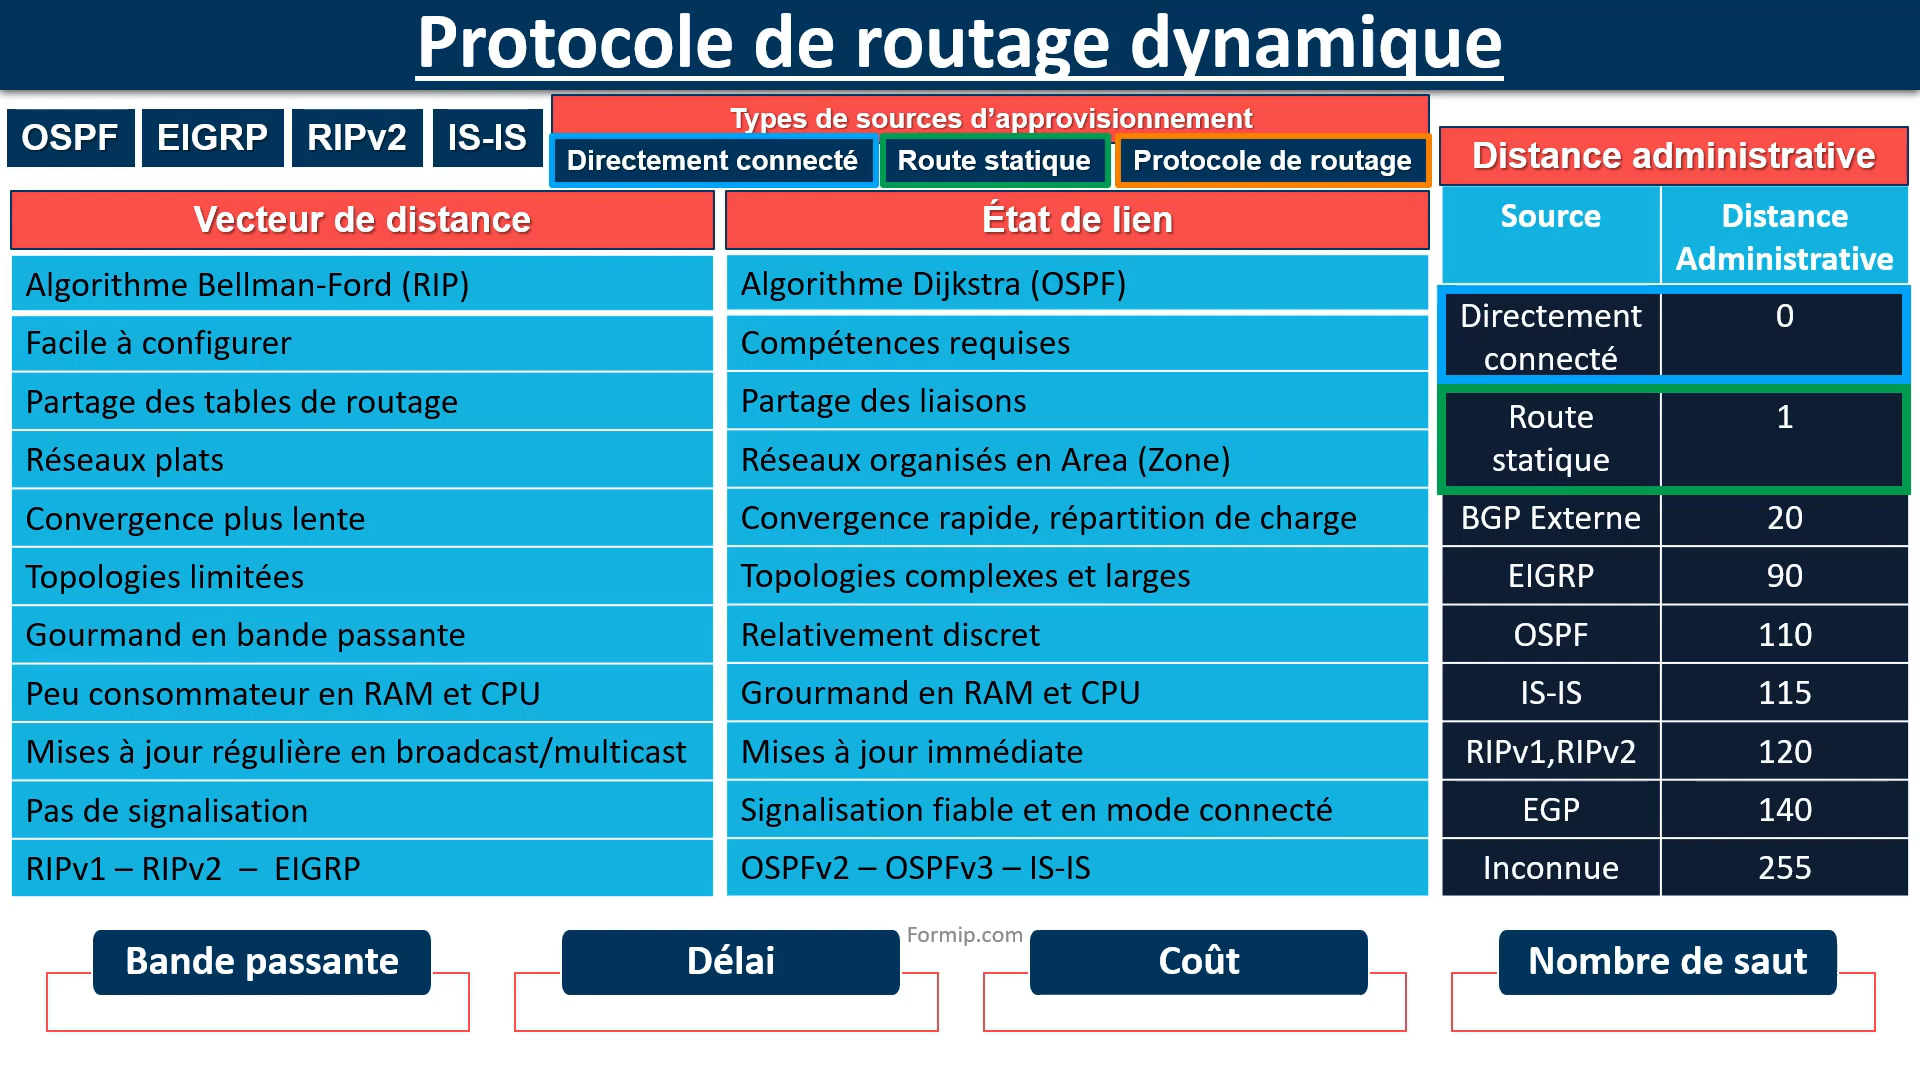 Protocole de routage dynamique
OSPF
EIGRP
RIPv2
IS-IS
Types de sources d'approvisionnement
Directement connecté
Route statique
Protocole de routage
Vecteur de distance
Algorithme Bellman-Ford (RIP)
Facile à configurer
Partage des tables de routage
Réseaux plats
Convergence plus lente
Topologies limitées
Gourmand en bande passante
Peu consommateur en RAM et CPU
Mises à jour régulière en broadcast/multicast
Pas de signalisation
RIPv1 – RIPv2 – EIGRP
État de lien
Algorithme Dijkstra (OSPF)
Compétences requises
Partage des liaisons
Réseaux organisés en Area (Zone)
Convergence rapide, répartition de charge
Topologies complexes et larges
Relativement discret
Grourmand en RAM et CPU
Mises à jour immédiate
Signalisation fiable et en mode connecté
OSPFv2 – OSPFv3 – IS-IS
Distance administrative
Source
Distance
Administrative
Directement
connecté
0
Route
statique
1
BGP Externe
20
EIGRP
90
OSPF
110
IS-IS
115
RIPv1,RIPv2
120
EGP
140
Inconnue
255
Formip.com
Bande passante
Délai
Coût
Nombre de saut